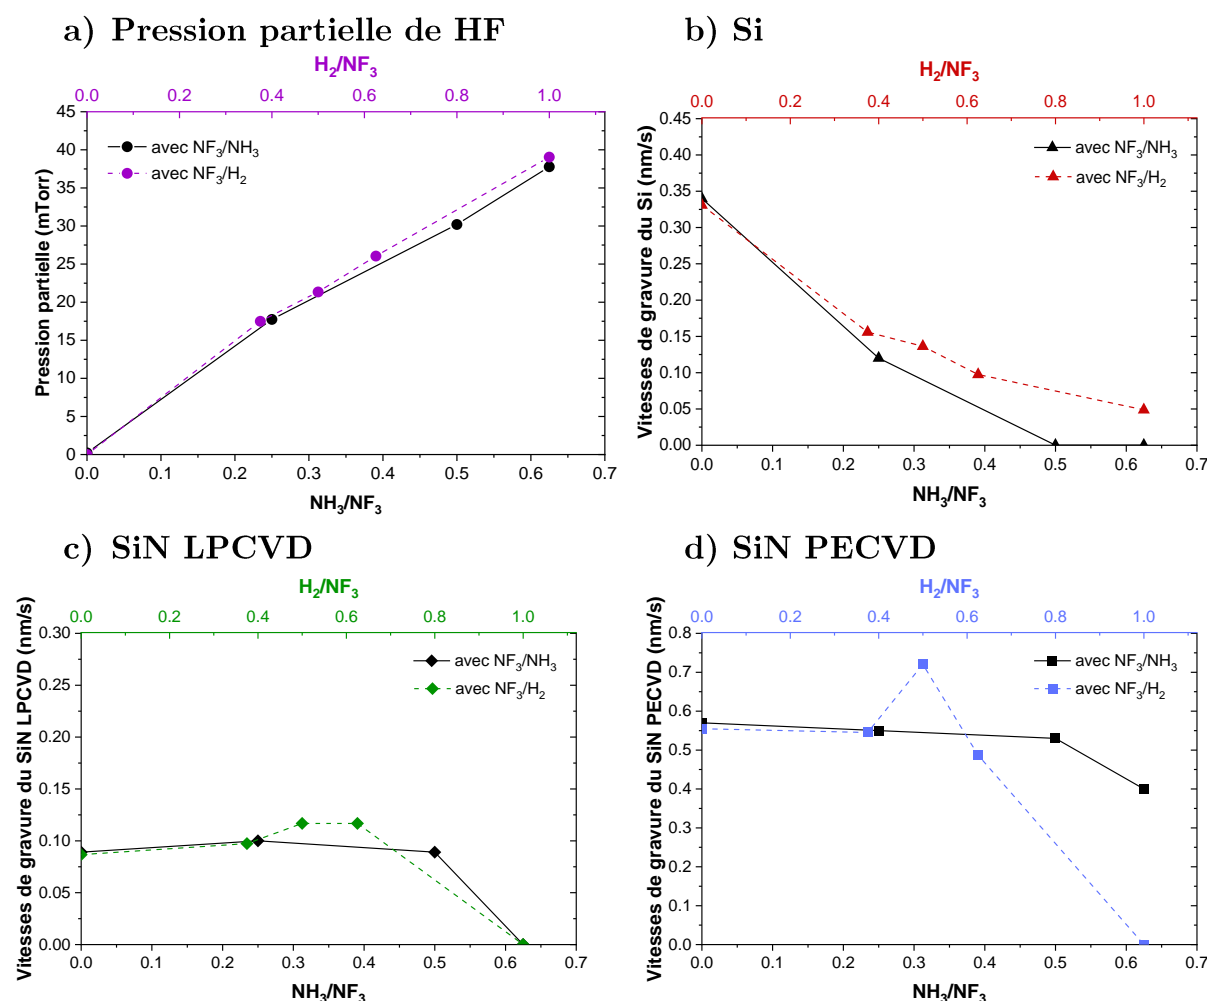 a) Pression partielle de HF
H2/NF3
0.0 0.2 0.4 0.6 0.8 1.0
45
40
35
30
25
20
15
10
5
0
Pression partielle (mTorr)
avec NF3/NH3
avec NF3/H2
0.0 0.1 0.2 0.3 0.4 0.5 0.6 0.7
NH3/NF3
b) Si
H2/NF3
0.0 0.2 0.4 0.6 0.8 1.0
0.45
0.40
0.35
0.30
0.25
0.20
0.15
0.10
0.05
0.00
Vitesses de gravure du Si (nm/s)
avec NF3/NH3
avec NF3/H2
0.0 0.1 0.2 0.3 0.4 0.5 0.6 0.7
NH3/NF3
c) SiN LPCVD
H2/NF3
0.0 0.2 0.4 0.6 0.8 1.0
0.30
0.25
0.20
0.15
0.10
0.05
0.00
Vitesses de gravure du SiN LPCVD (nm/s)
avec NF3/NH3
avec NF3/H2
0.0 0.1 0.2 0.3 0.4 0.5 0.6 0.7
NH3/NF3
d) SiN PECVD
H2/NF3
0.0 0.2 0.4 0.6 0.8 1.0
0.8
0.7
0.6
0.5
0.4
0.3
0.2
0.1
0.0
Vitesses de gravure du SiN PECVD (nm/s)
avec NF3/NH3
avec NF3/H2
0.0 0.1 0.2 0.3 0.4 0.5 0.6 0.7
NH3/NF3